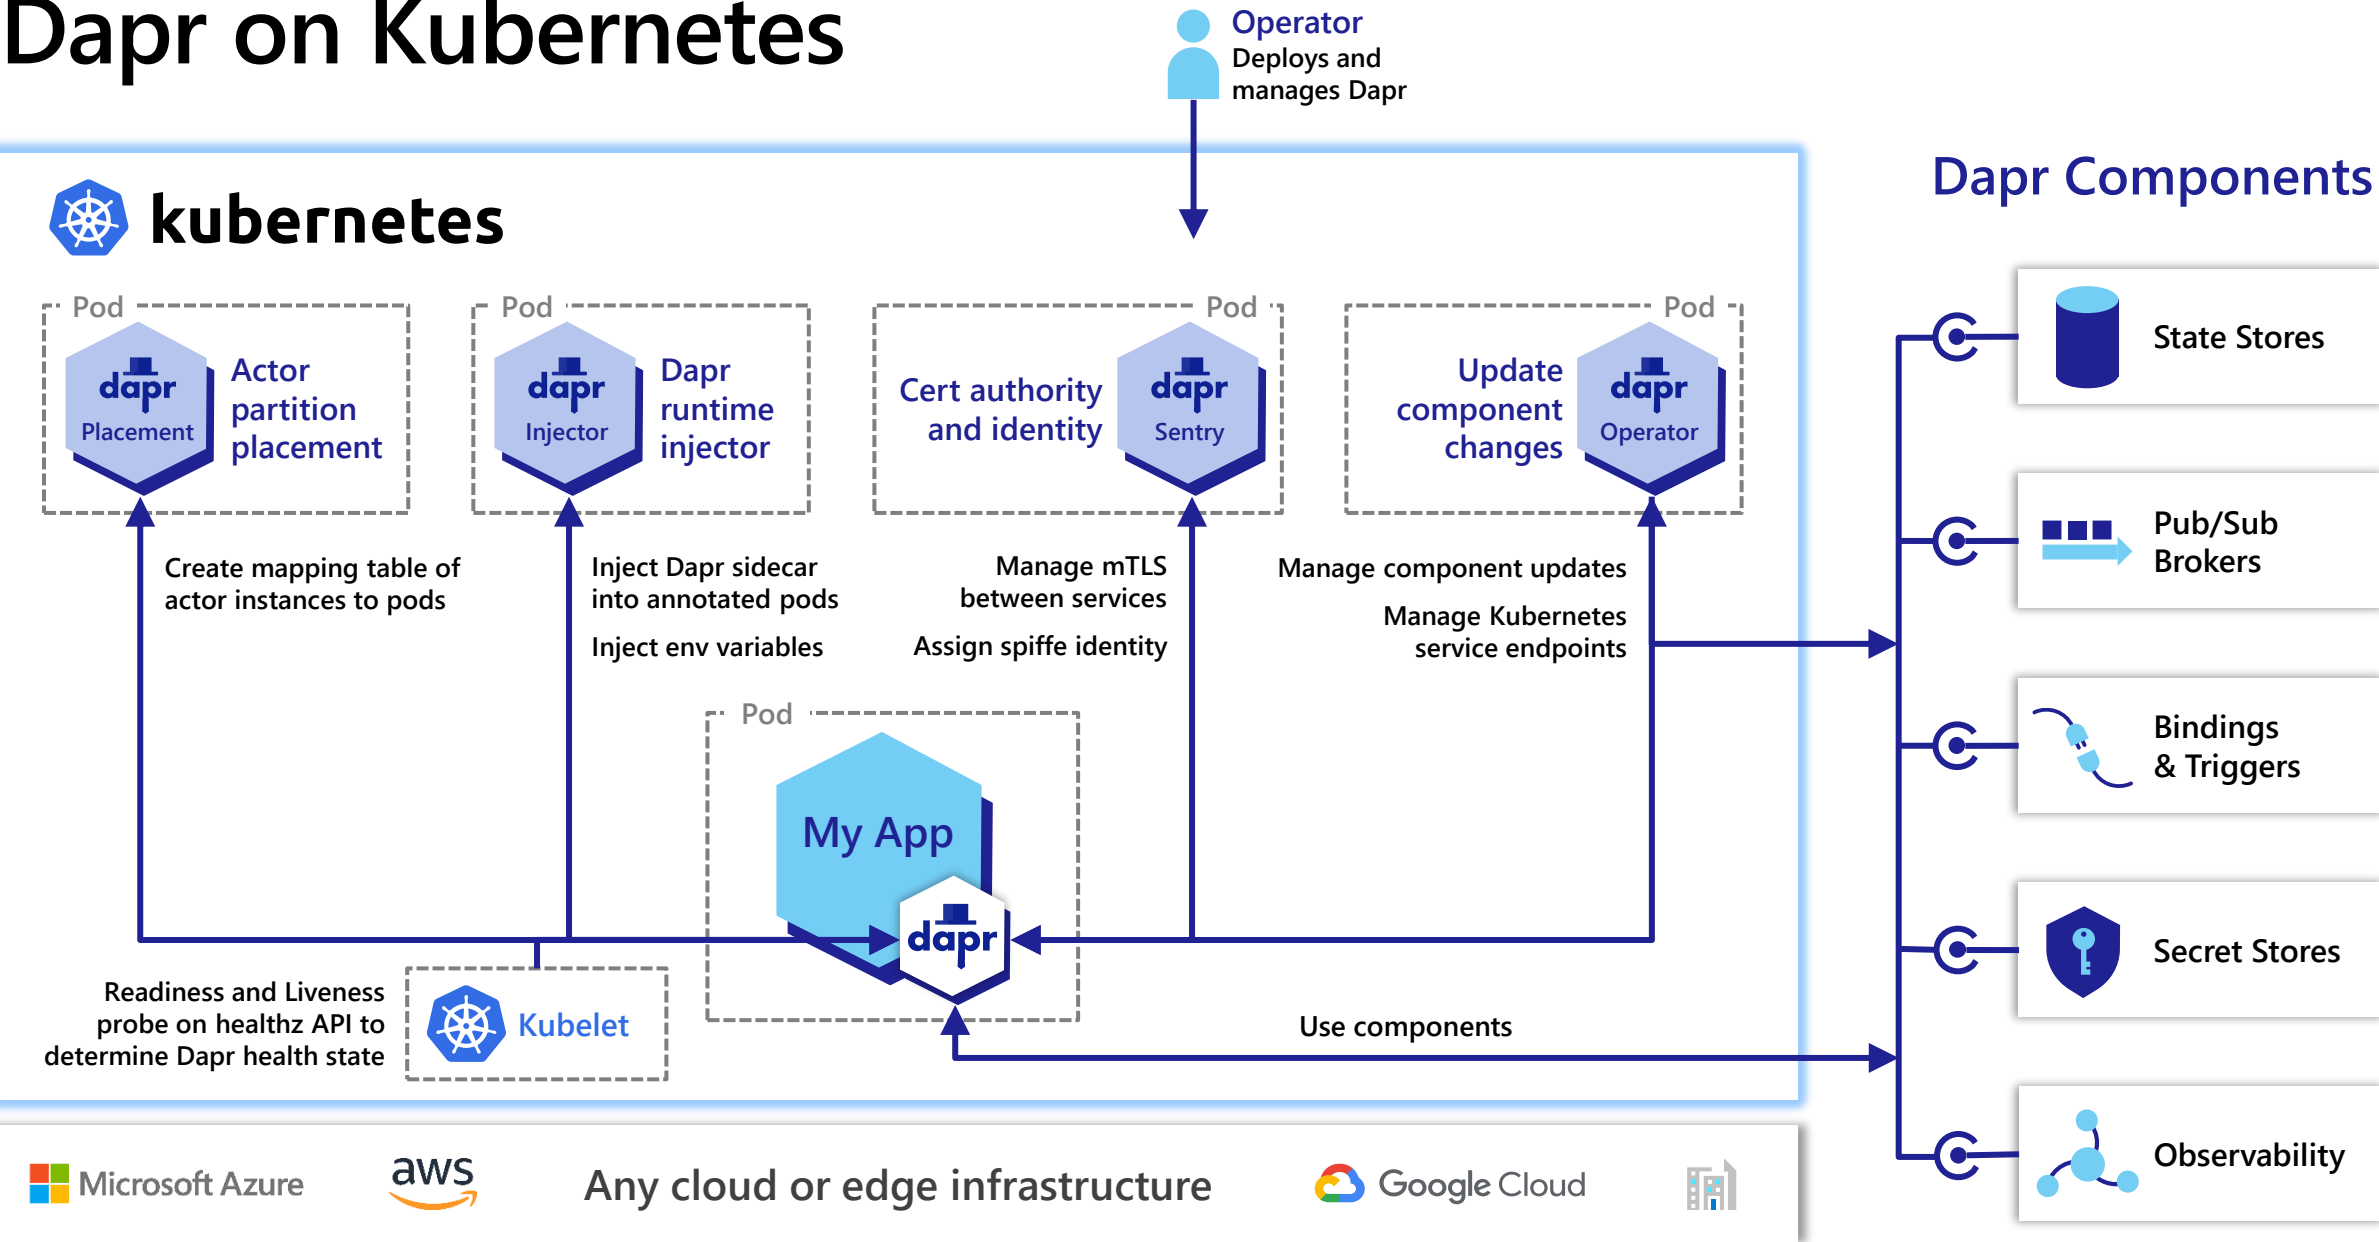 Dapr on Kubernetes
Operator
Deploys and
manages Dapr
kubernetes
Dapr Components
Pod
dapr
Placement
Actor
partition
placement
Pod
dapr
Injector
Dapr
runtime
injector
Pod
Cert authority
and identity
dapr
Sentry
Pod
Update
component
changes
dapr
Operator
Create mapping table of
actor instances to pods
Inject Dapr sidecar
into annotated pods
Inject env variables
Manage mTLS
between services
Assign spiffe identity
Manage component updates
Manage Kubernetes
service endpoints
Pod
My App
dapr
Readiness and Liveness
probe on healthz API to
determine Dapr health state
Kubelet
Use components
State Stores
Pub/Sub
Brokers
Bindings
& Triggers
Secret Stores
Observability
Microsoft Azure
aws
Any cloud or edge infrastructure
Google Cloud